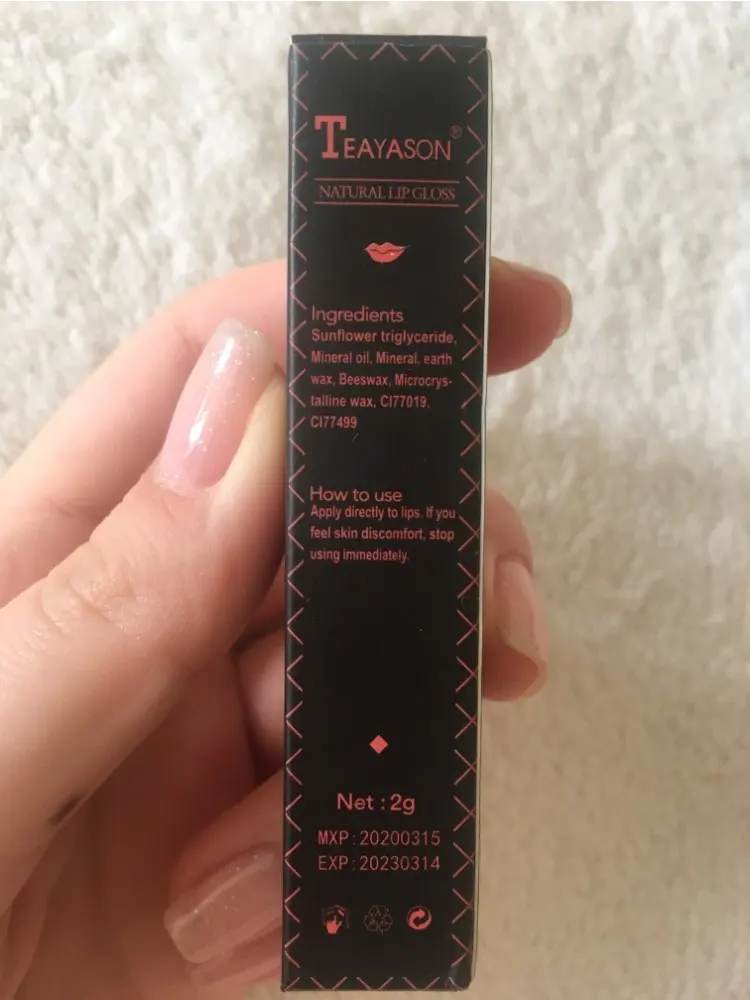 TEAYASON®
NATURAL LIP GLOSS
Ingredients
Sunflower triglyceride,
Mineral oil, Mineral, earth
wax, Beeswax, Microcrys-
talline wax, CI77019,
CI77499
How to use
Apply directly to lips. If you
feel skin discomfort, stop
using immediately.
Net : 2g
MXP : 20200315
EXP : 20230314